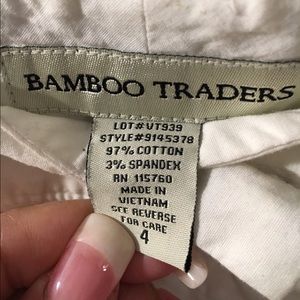 BAMBOO TRADERS
LOT#VT939
STYLE#9145378
97% COTTON
3% SPANDEX
RN 115760
MADE IN
VIETNAM
SEE REVERSE
FOR CARE
4